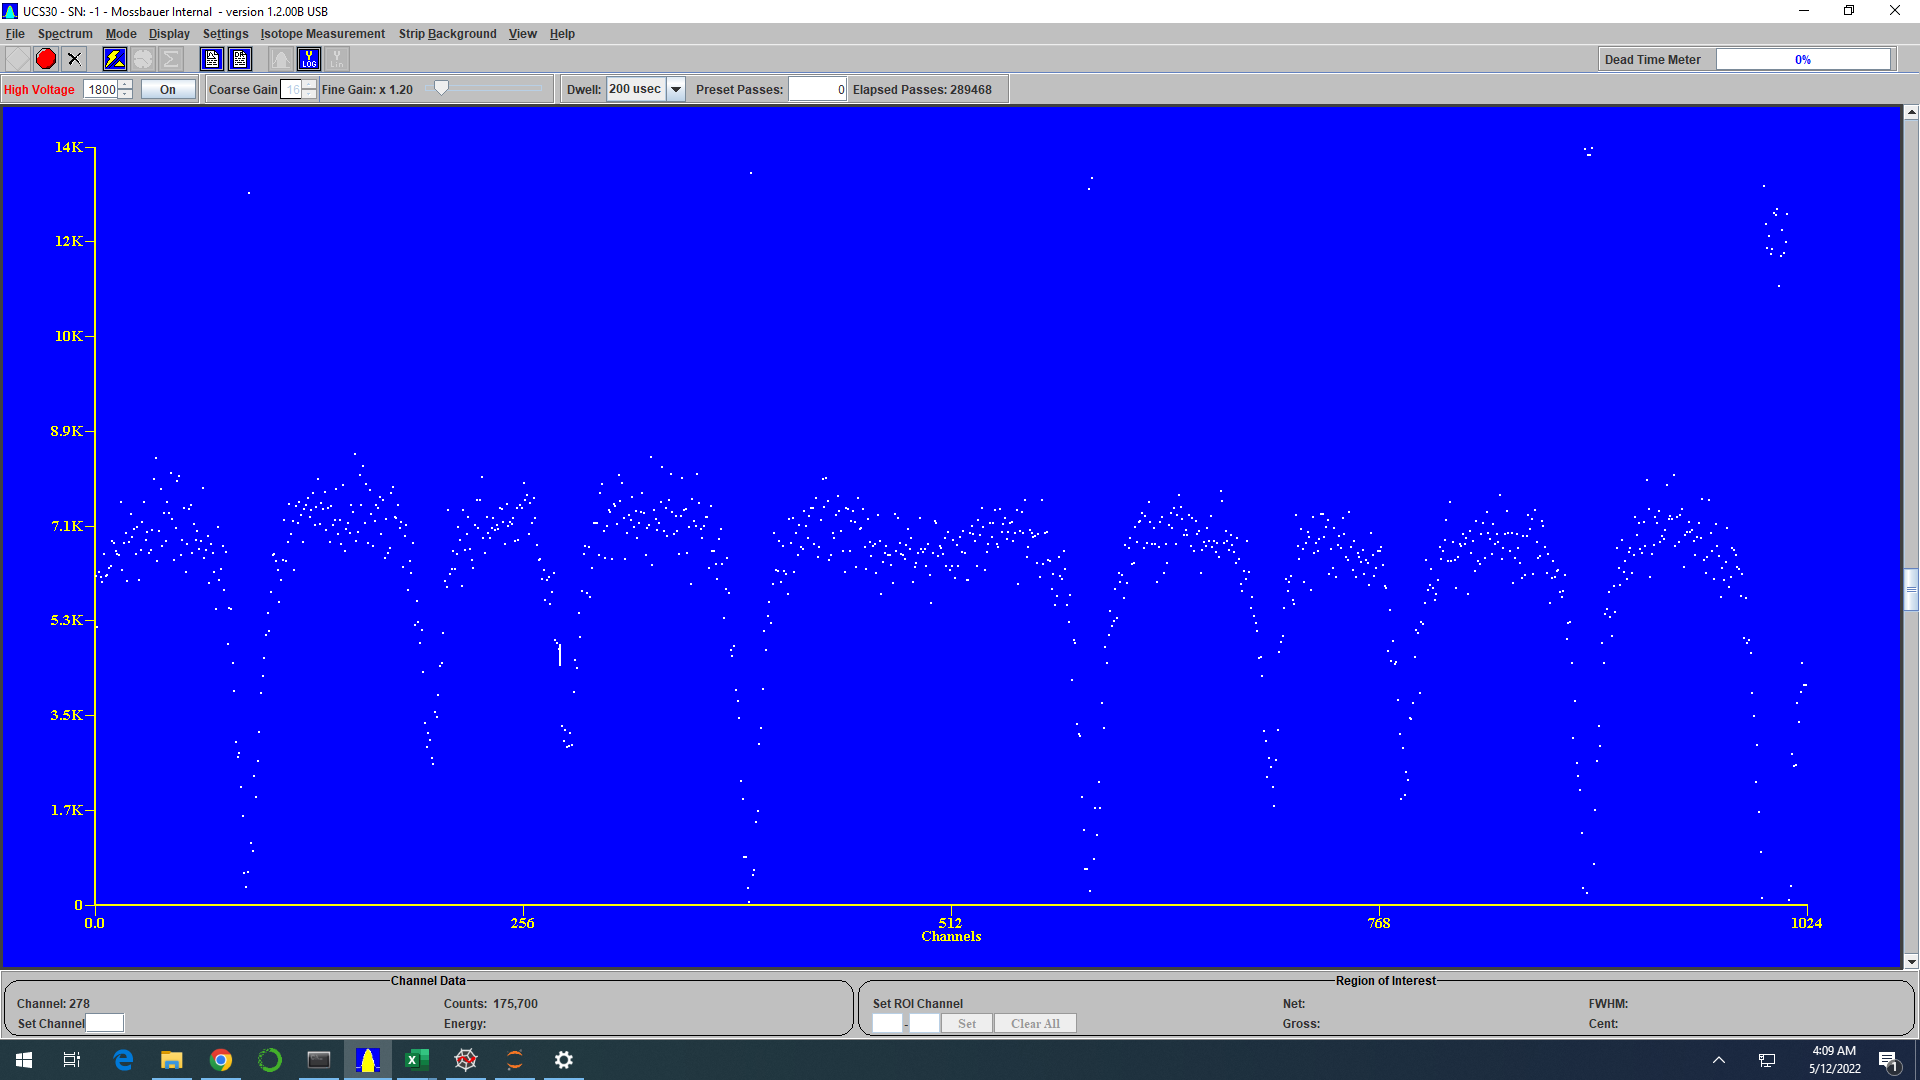 UCS30 - SN: -1 - Mossbauer Internal - version 1.2.00B USB
File Spectrum Mode Display Settings Isotope Measurement Strip Background View Help
Y LOG
Dead Time Meter 0%
High Voltage 1800 On Coarse Gain 16 Fine Gain: x 1.20 Dwell: 200 usec Preset Passes: 0 Elapsed Passes: 289468
14K
12K
10K
8.9K
7.1K
5.3K
3.5K
1.7K
0
0.0 256 512 768 1024
Channels
Channel Data Region of Interest
Channel: 278 Counts: 175,700 Set ROI Channel Net: FWHM:
Set Channel Energy: - Set Clear All Gross: Cent:
4:09 AM
5/12/2022
1